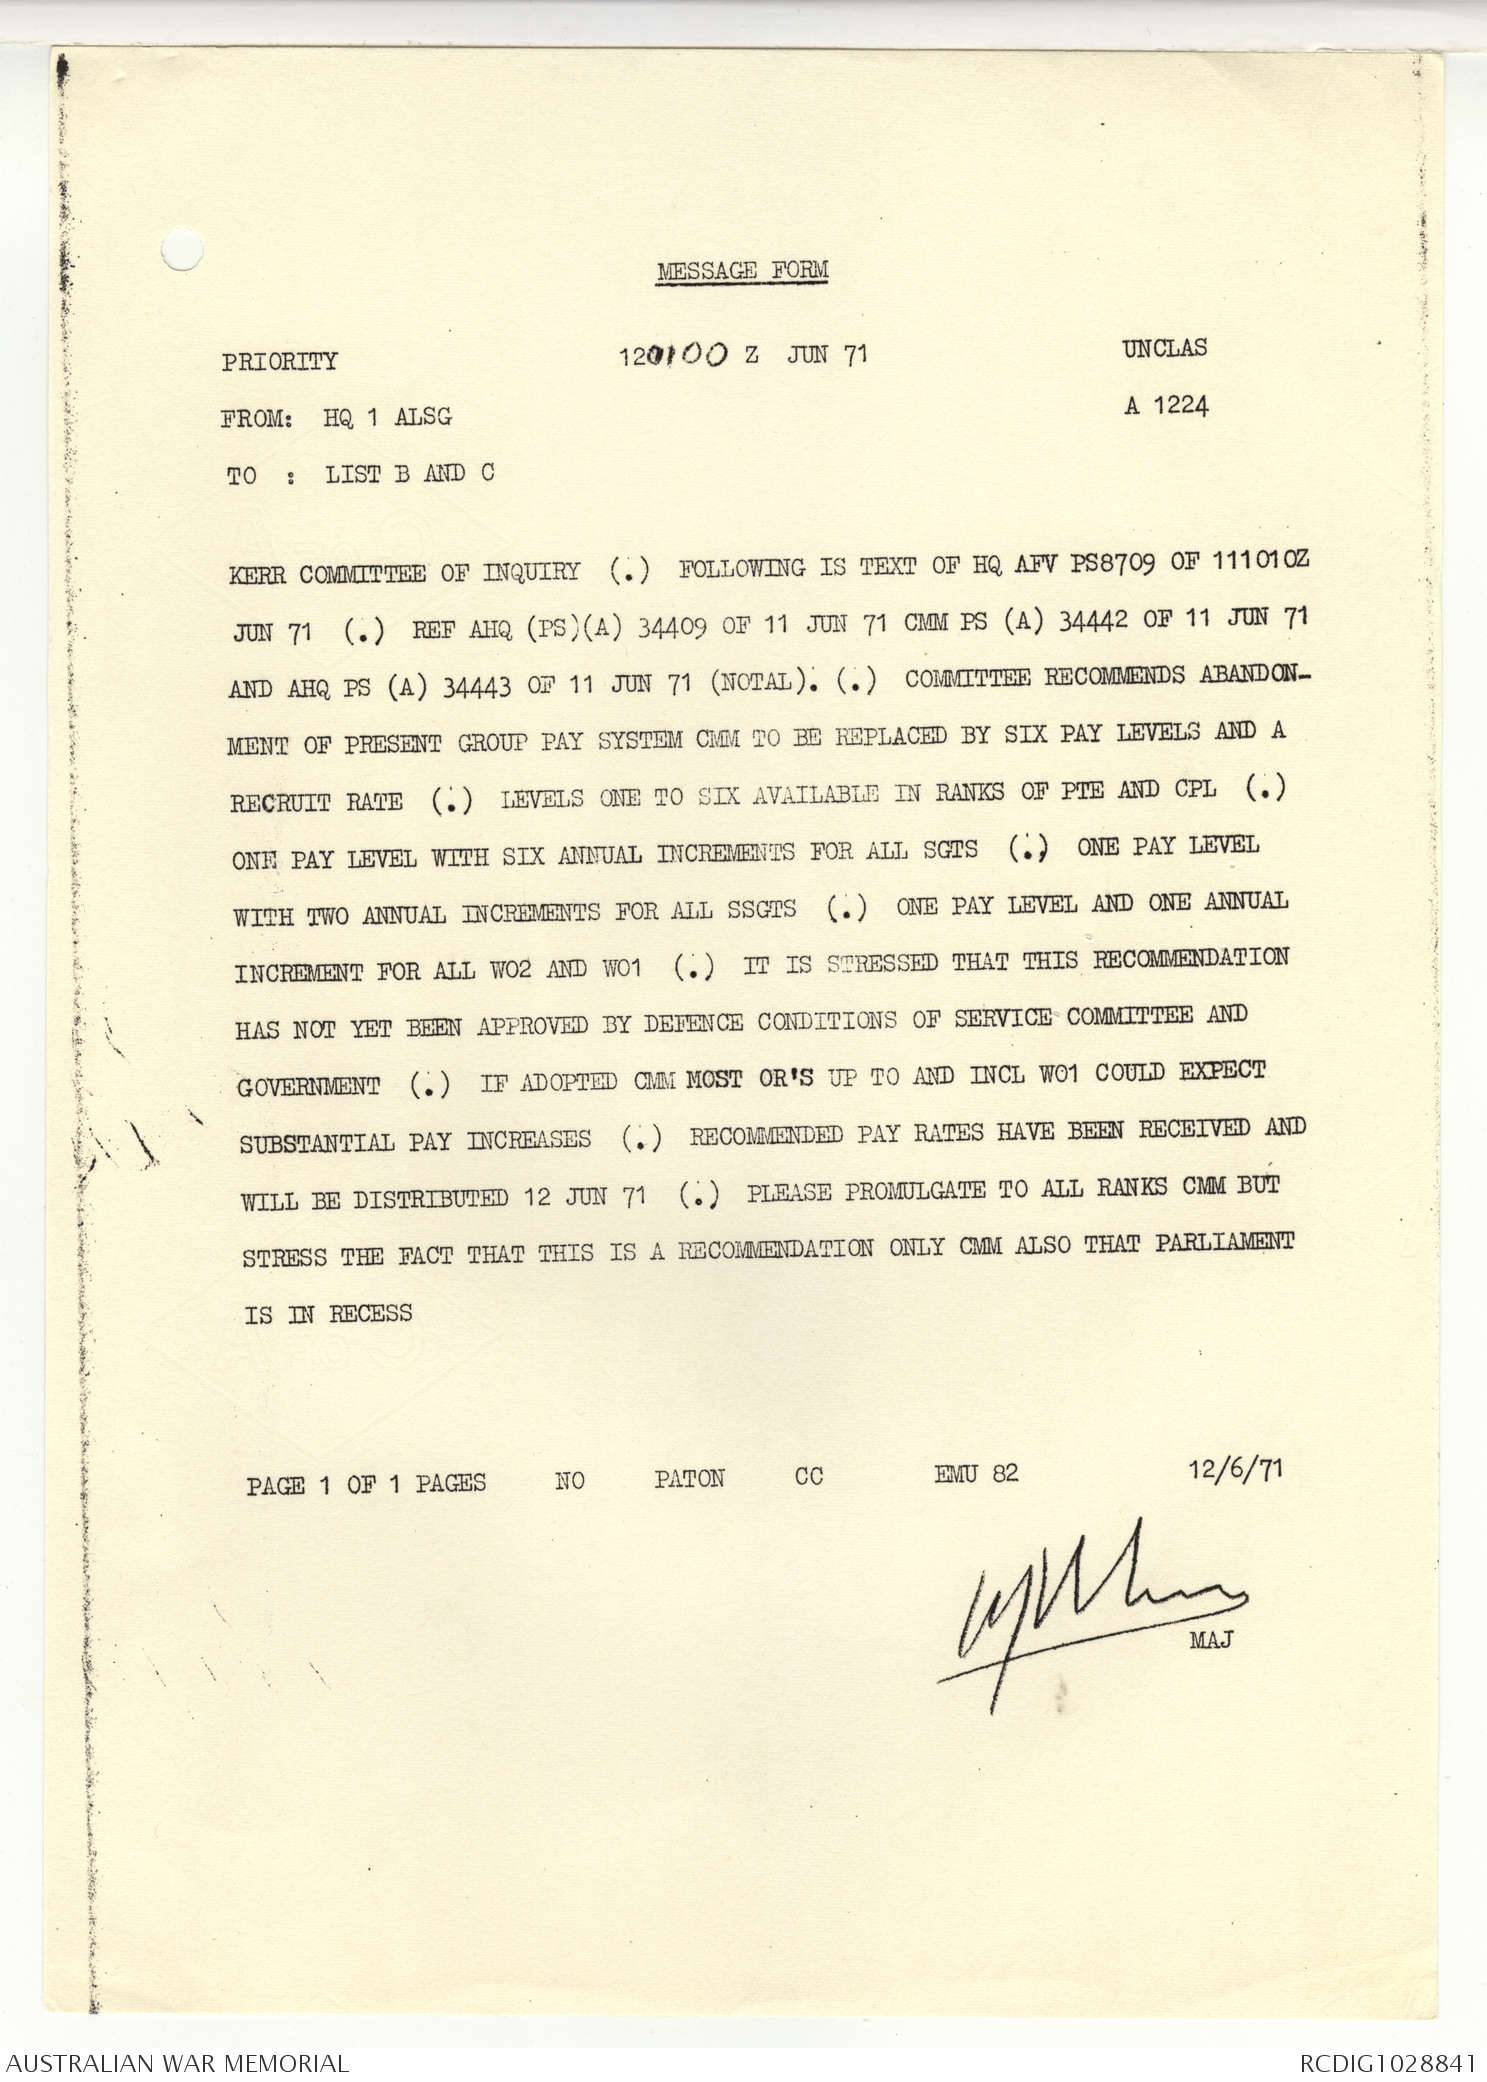 MESSAGE FORM
PRIORITY 120100 Z JUN 71 UNCLAS
FROM: HQ 1 ALSG A 1224
TO : LIST B AND C
KERR COMMITTEE OF INQUIRY (.) FOLLOWING IS TEXT OF HQ AFV PS8709 OF 111010Z
JUN 71 (.) REF AHQ (PS)(A) 34409 OF 11 JUN 71 CMM PS (A) 34442 OF 11 JUN 71
AND AHQ PS (A) 34443 OF 11 JUN 71 (NOTAL). (.) COMMITTEE RECOMMENDS ABANDON-
MENT OF PRESENT GROUP PAY SYSTEM CMM TO BE REPLACED BY SIX PAY LEVELS AND A
RECRUIT RATE (.) LEVELS ONE TO SIX AVAILABLE IN RANKS OF PTE AND CPL (.)
ONE PAY LEVEL WITH SIX ANNUAL INCREMENTS FOR ALL SGTS (.) ONE PAY LEVEL
WITH TWO ANNUAL INCREMENTS FOR ALL SSGTS (.) ONE PAY LEVEL AND ONE ANNUAL
INCREMENT FOR ALL WO2 AND WO1 (.) IT IS STRESSED THAT THIS RECOMMENDATION
HAS NOT YET BEEN APPROVED BY DEFENCE CONDITIONS OF SERVICE COMMITTEE AND
GOVERNMENT (.) IF ADOPTED CMM MOST OR'S UP TO AND INCL WO1 COULD EXPECT
SUBSTANTIAL PAY INCREASES (.) RECOMMENDED PAY RATES HAVE BEEN RECEIVED AND
WILL BE DISTRIBUTED 12 JUN 71 (.) PLEASE PROMULGATE TO ALL RANKS CMM BUT
STRESS THE FACT THAT THIS IS A RECOMMENDATION ONLY CMM ALSO THAT PARLIAMENT
IS IN RECESS
PAGE 1 OF 1 PAGES NO PATON CC EMU 82 12/6/71
MAJ
AUSTRALIAN WAR MEMORIAL RCDIG1028841